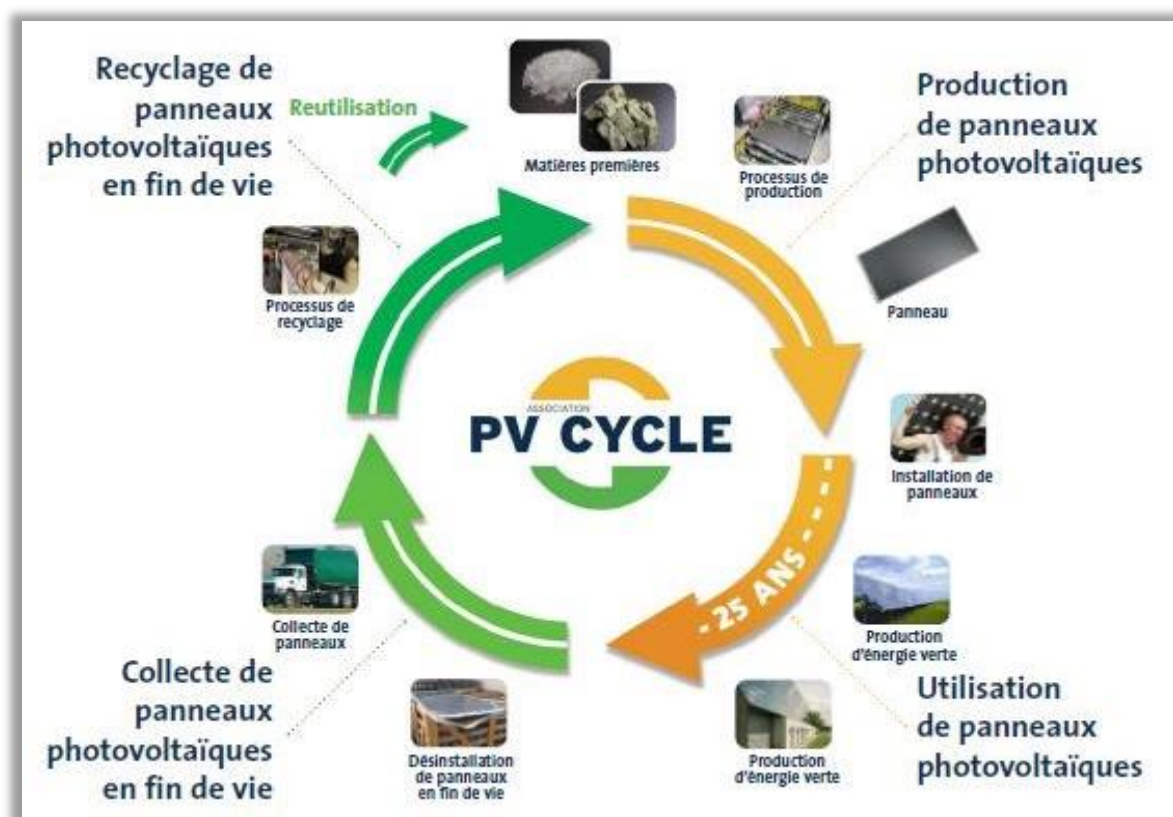 Recyclage de
panneaux
photovoltaïques
en fin de vie
Reutilisation
Matières premières
Processus de
production
Production
de panneaux
photovoltaïques
Panneau
Processus de
recyclage
ASSOCIATION
PV CYCLE
Installation de
panneaux
- 25 ANS - - - -
Production
d'énergie verte
Collecte de
panneaux
Collecte de
panneaux
photovoltaïques
en fin de vie
Désinstallation
de panneaux
en fin de vie
Production
d'énergie verte
Utilisation
de panneaux
photovoltaïques